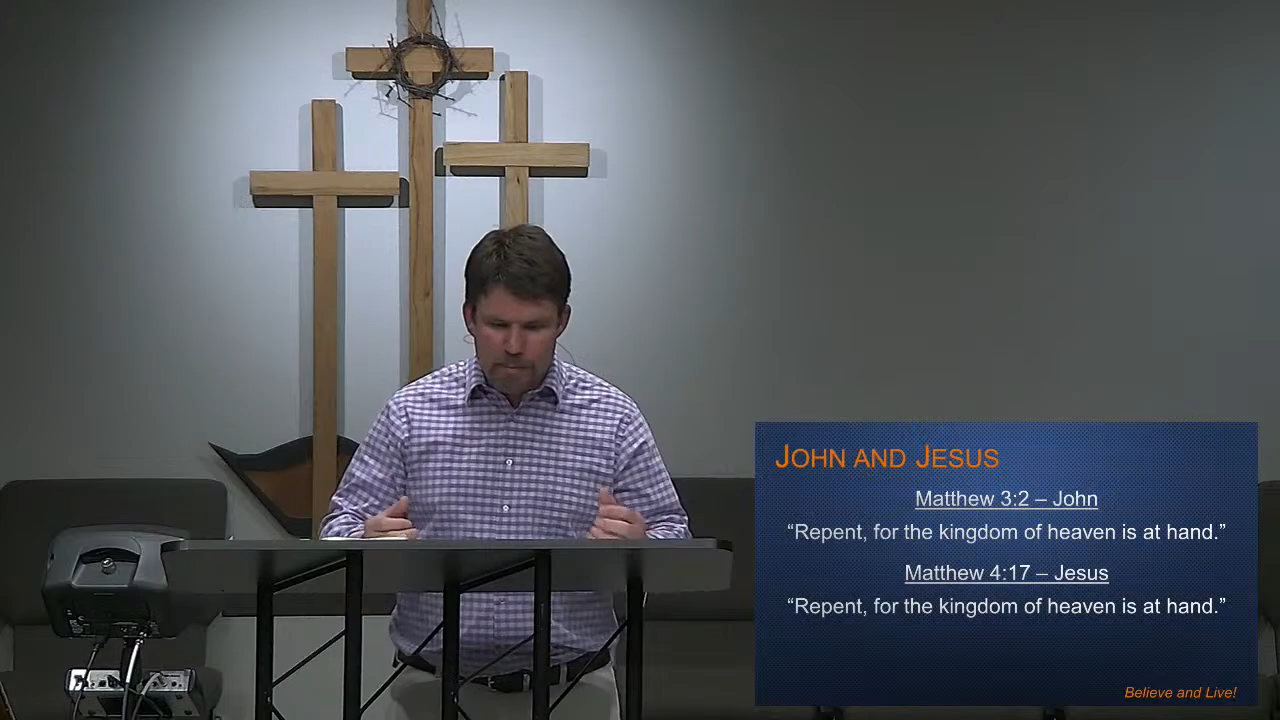 JOHN AND JESUS
Matthew 3:2 – John
“Repent, for the kingdom of heaven is at hand.”
Matthew 4:17 – Jesus
“Repent, for the kingdom of heaven is at hand.”
Believe and Live!